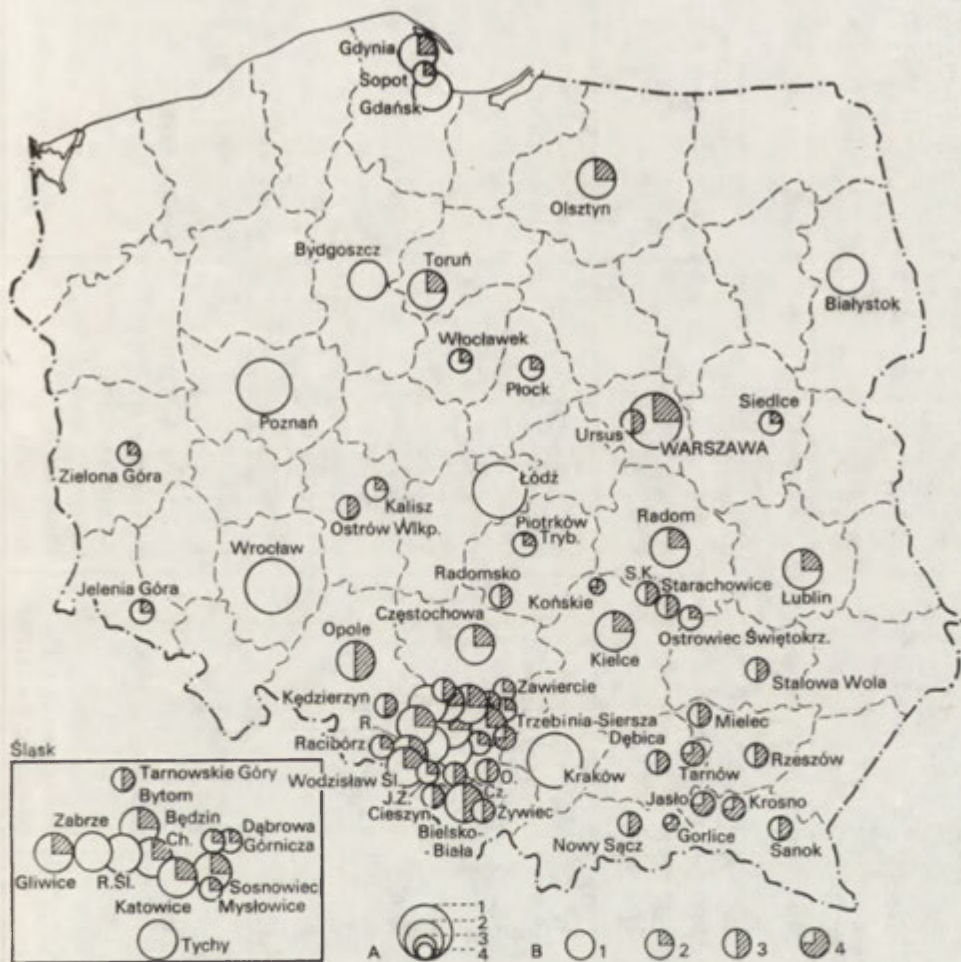 Gdynia
Sopot
Gdańsk
Olsztyn
Bydgoszcz
Toruń
Białystok
Włocławek
Płock
Poznań
Siedlce
Ursus
WARSZAWA
Zielona Góra
Łódź
Kalisz
Ostrów Wlkp.
Piotrków
Tryb.
Radom
Wrocław
Radomsko
S.K.
Starachowice
Jelenia Góra
Końskie
Lublin
Częstochowa
Ostrowiec Świętokrz.
Opole
Kielce
Stalowa Wola
Kędzierzyn
Zawiercie
R.
Trzebinia-Siersza
Mielec
Racibórz
Dębica
Rzeszów
Wodzisław Śl.
O.
Kraków
Tarnów
J.Z.
Cz.
Cieszyn
Żywiec
Jasło
Krosno
Bielsko-
Biała
Gorlice
Nowy Sącz
Sanok
Śląsk
Tarnowskie Góry
Bytom
Zabrze
Będzin
Dąbrowa
Górnicza
Ch.
Gliwice
R.Śl.
Sosnowiec
Katowice
Mysłowice
Tychy
A
1
2
3
4
B 1 2 3 4